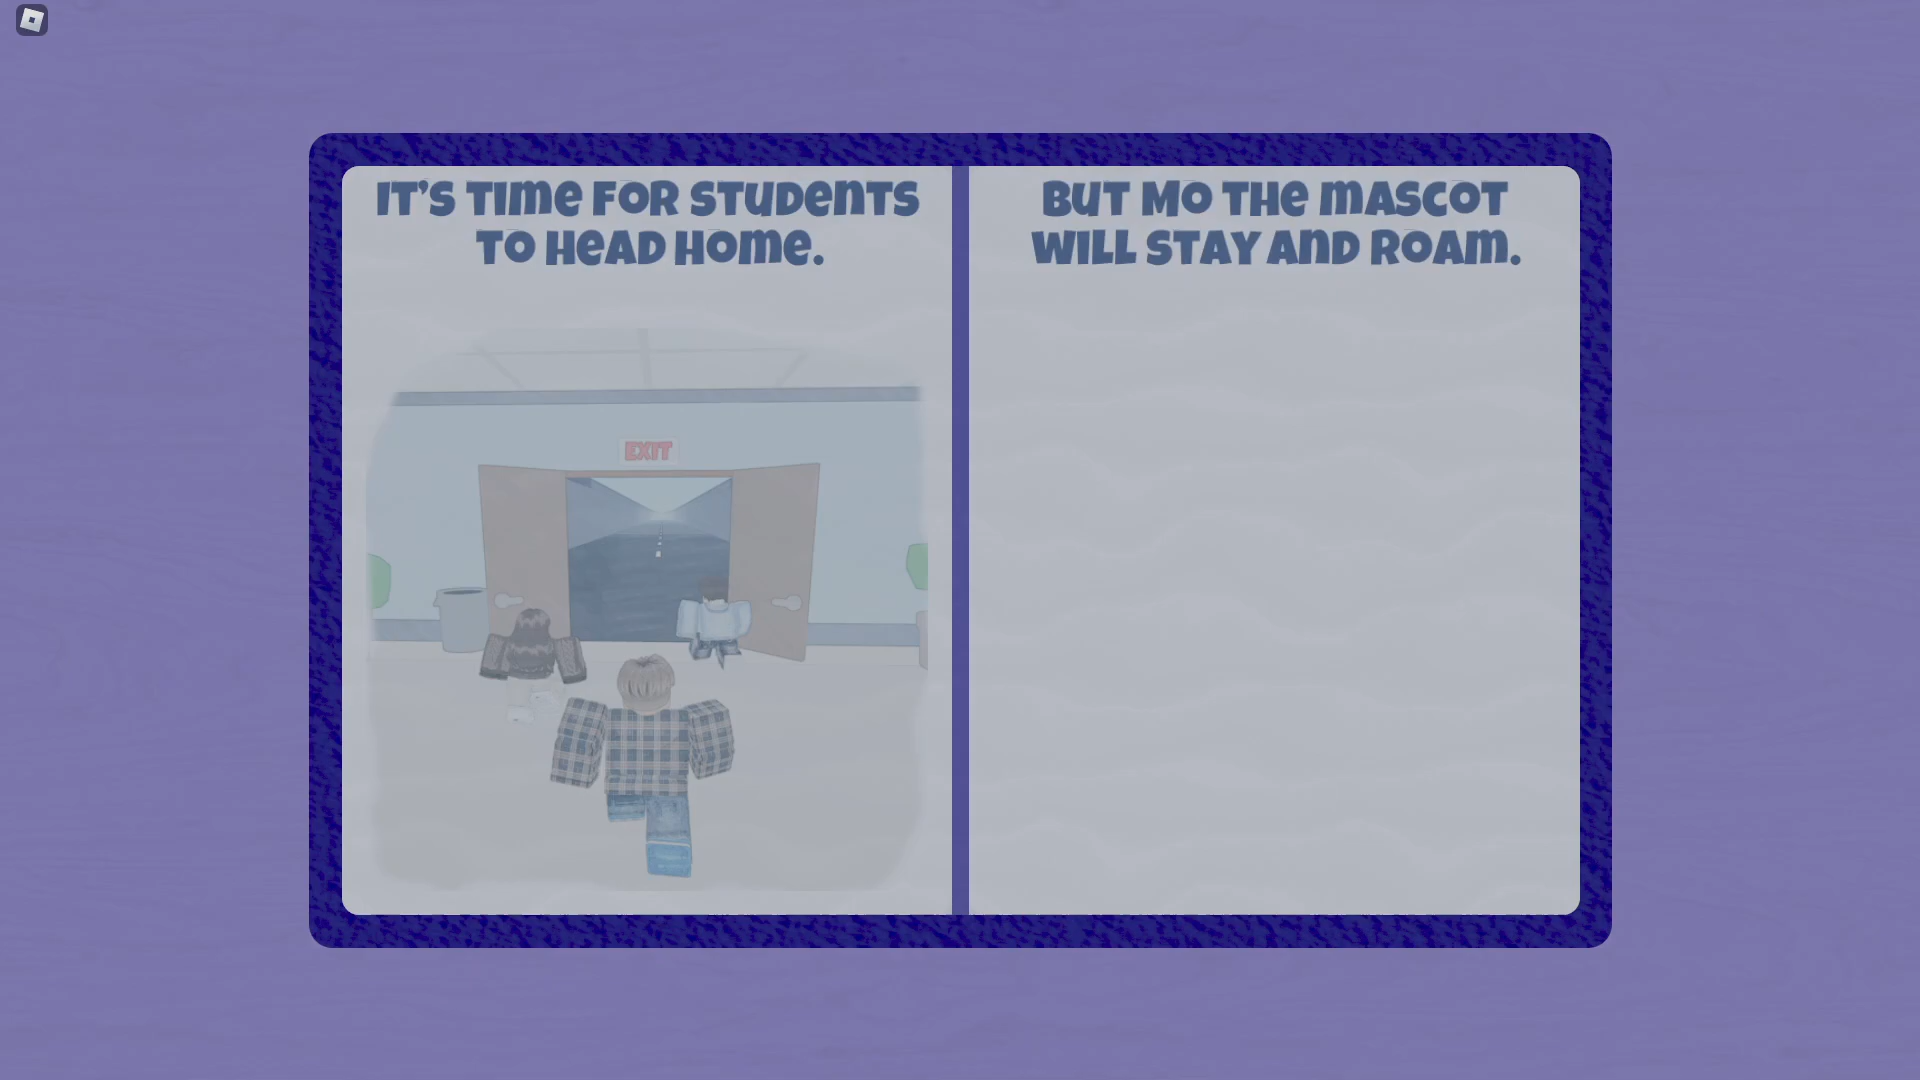 IT'S TIME FOR STUDENTS
TO HEAD HOME.
EXIT
BUT MO THE MASCOT
WILL STAY AND ROAM.